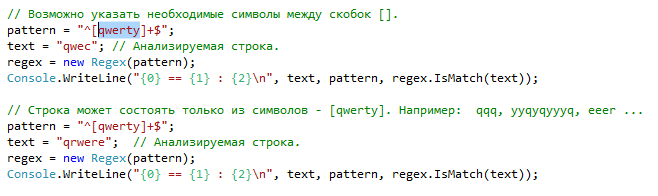 // Возможно указать необходимые символы между скобок [].
pattern = "^[qwerty]+$";
text = "qwec"; // Анализируемая строка.
regex = new Regex(pattern);
Console.WriteLine("{0} == {1} : {2}\n", text, pattern, regex.IsMatch(text));
// Строка может состоять только из символов - [qwerty]. Например:  qqq, yyqyqyyyq, eeer ...
pattern = "^[qwerty]+$";
text = "qrwere";  // Анализируемая строка.
regex = new Regex(pattern);
Console.WriteLine("{0} == {1} : {2}\n", text, pattern, regex.IsMatch(text));